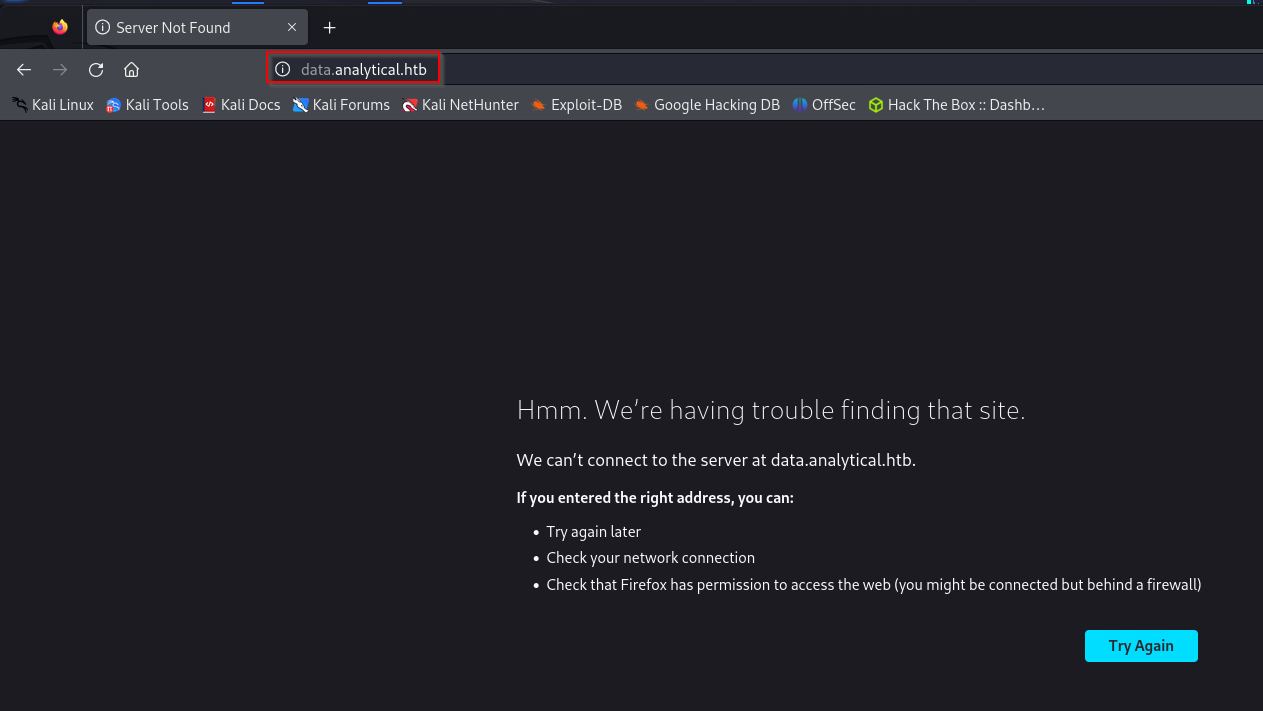 Server Not Found
data.analytical.htb
Kali Linux Kali Tools Kali Docs Kali Forums Kali NetHunter Exploit-DB Google Hacking DB OffSec Hack The Box :: Dashb…
Hmm. We’re having trouble finding that site.
We can’t connect to the server at data.analytical.htb.
If you entered the right address, you can:
• Try again later
• Check your network connection
• Check that Firefox has permission to access the web (you might be connected but behind a firewall)
Try Again